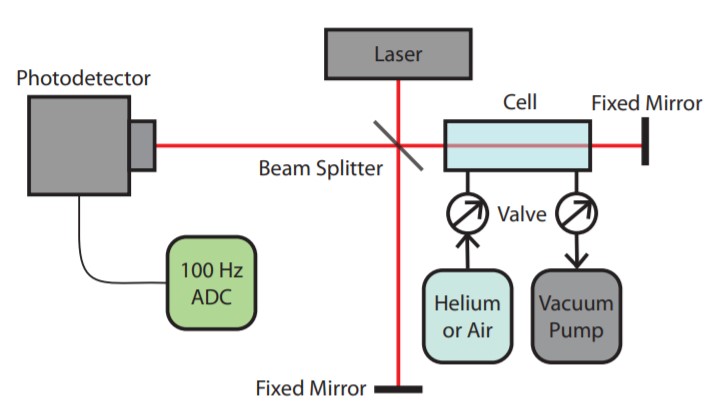 Laser
Photodetector
Cell
Fixed Mirror
Beam Splitter
Valve
100 Hz
ADC
Helium
or Air
Vacuum
Pump
Fixed Mirror